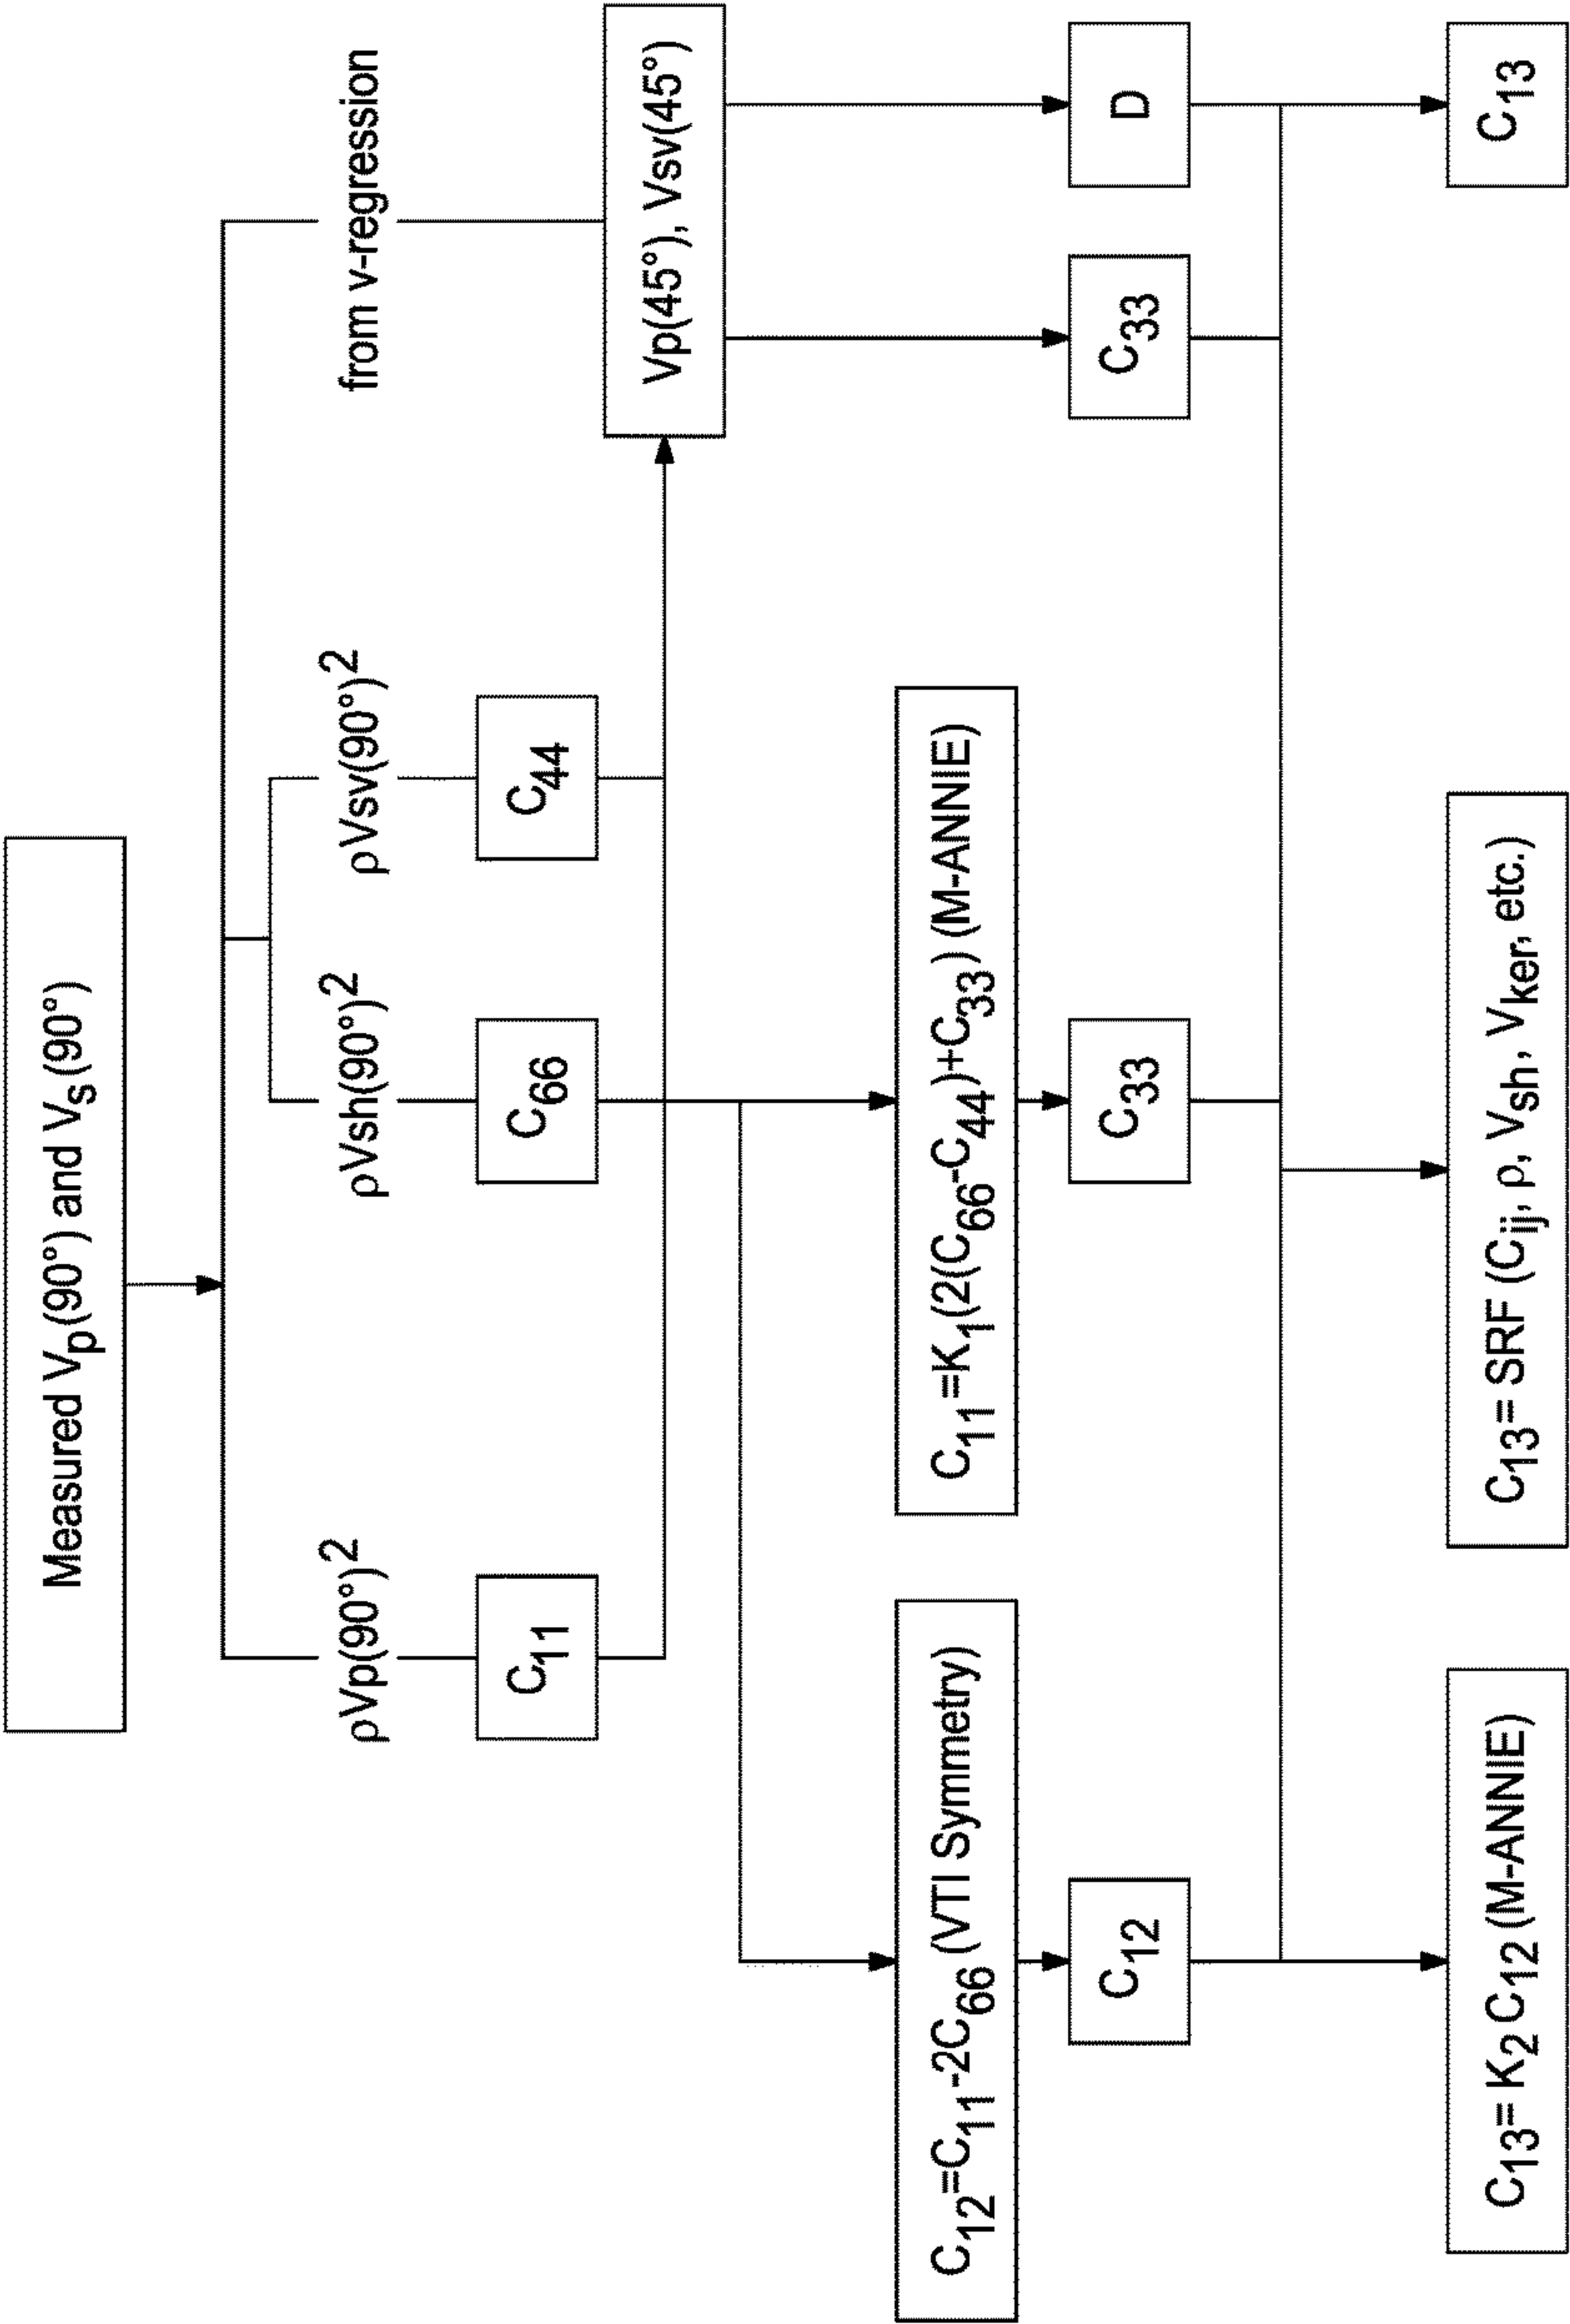 Measured Vp(90°) and Vs(90°)
ρVp(90°)2
ρVsh(90°)2
ρVsv(90°)2
from v-regression
C11
C66
C44
Vp(45°), Vsv(45°)
C12=C11-2C66 (VTI Symmetry)
C11=K1(2(C66-C44)+C33) (M-ANNIE)
C12
C33
C33
D
C13= K2 C12 (M-ANNIE)
C13= SRF (Cij, ρ, Vsh, Vker, etc.)
C13